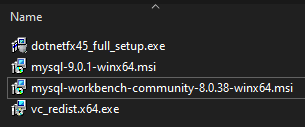 Name
dotnetfx45_full_setup.exe
mysql-9.0.1-winx64.msi
mysql-workbench-community-8.0.38-winx64.msi
vc_redist.x64.exe